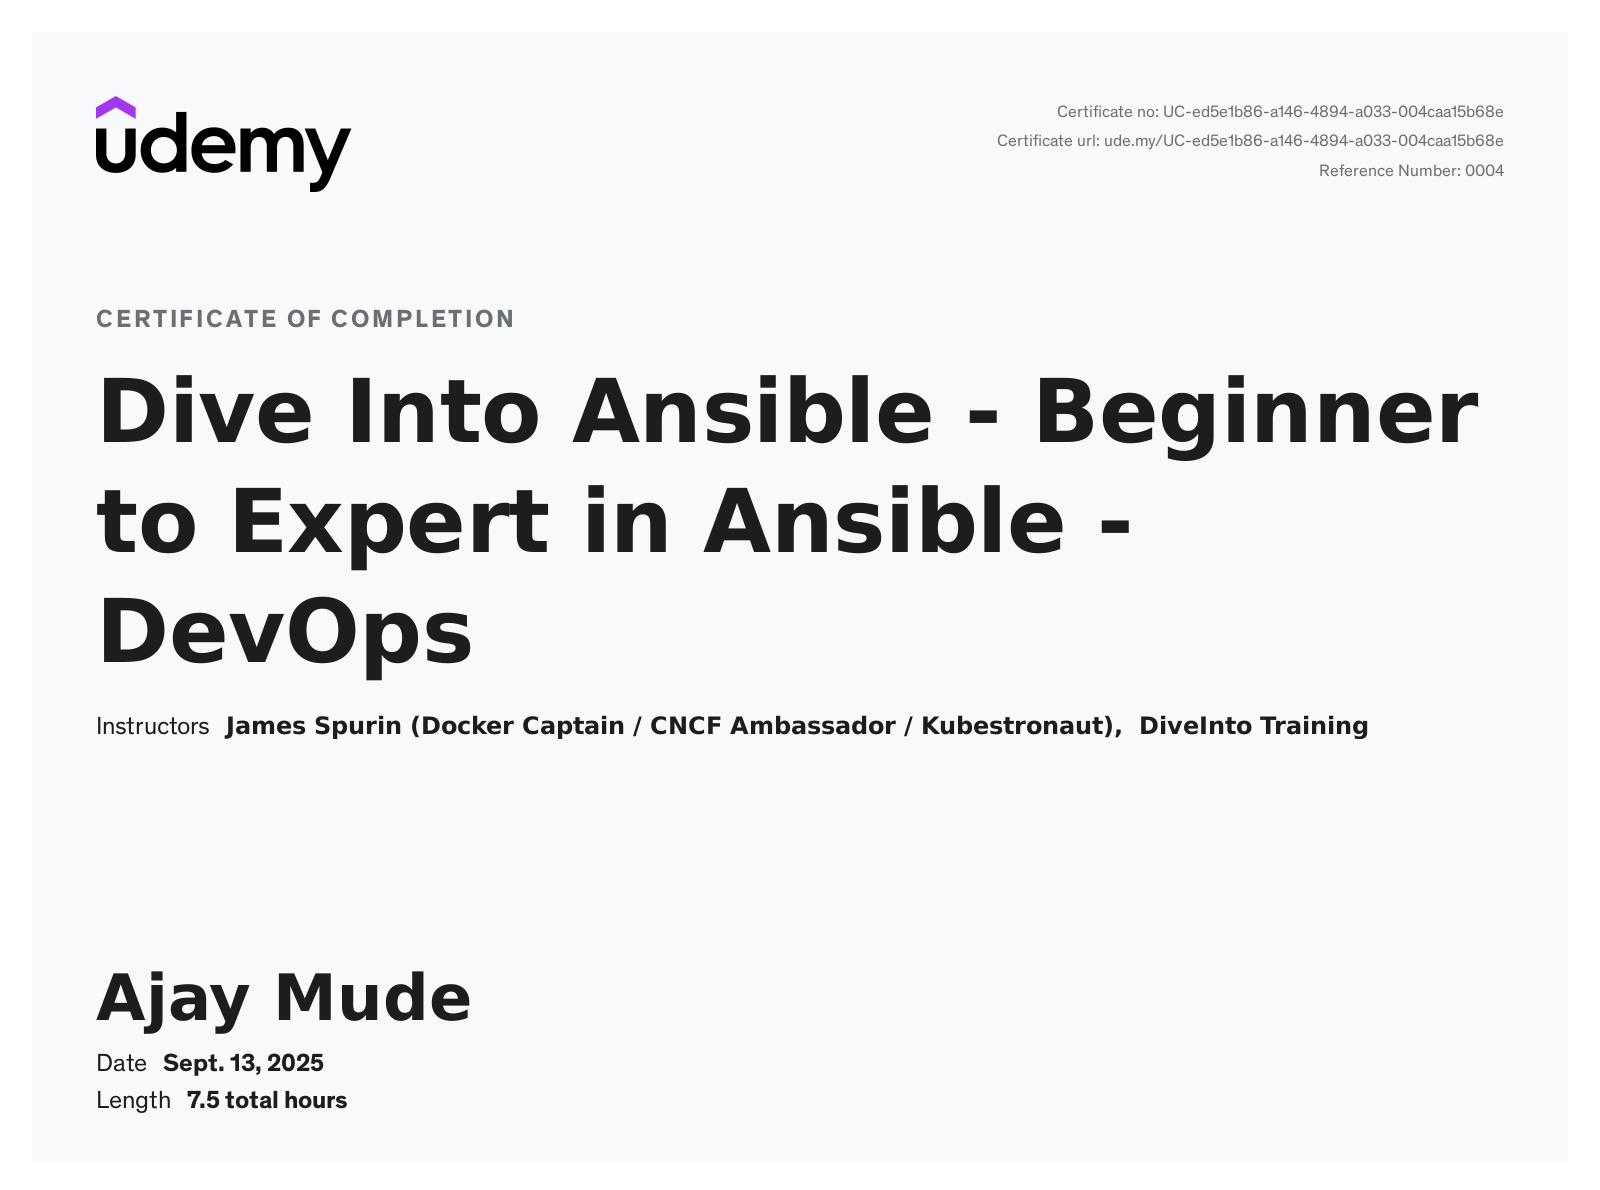 udemy
Certificate no: UC-ed5e1b86-a146-4894-a033-004caa15b68e
Certificate url: ude.my/UC-ed5e1b86-a146-4894-a033-004caa15b68e
Reference Number: 0004
CERTIFICATE OF COMPLETION
Dive Into Ansible - Beginner
to Expert in Ansible -
DevOps
Instructors James Spurin (Docker Captain / CNCF Ambassador / Kubestronaut), DiveInto Training
Ajay Mude
Date Sept. 13, 2025
Length 7.5 total hours